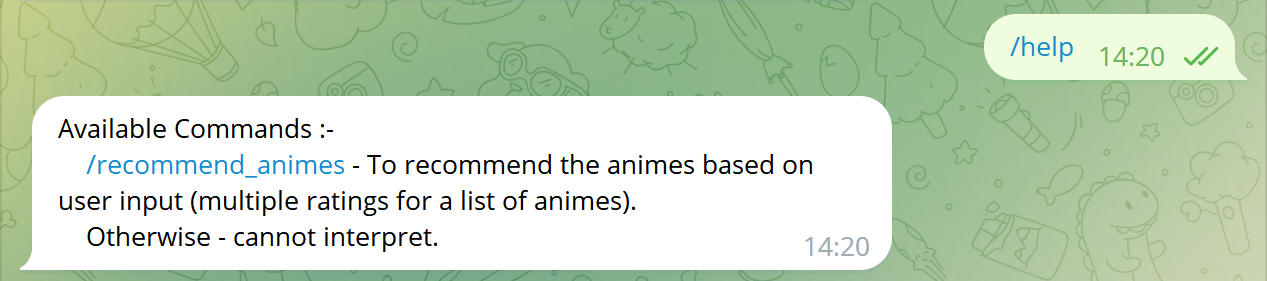 /help 14:20
Available Commands :-
/recommend_animes - To recommend the animes based on
user input (multiple ratings for a list of animes).
Otherwise - cannot interpret.
14:20